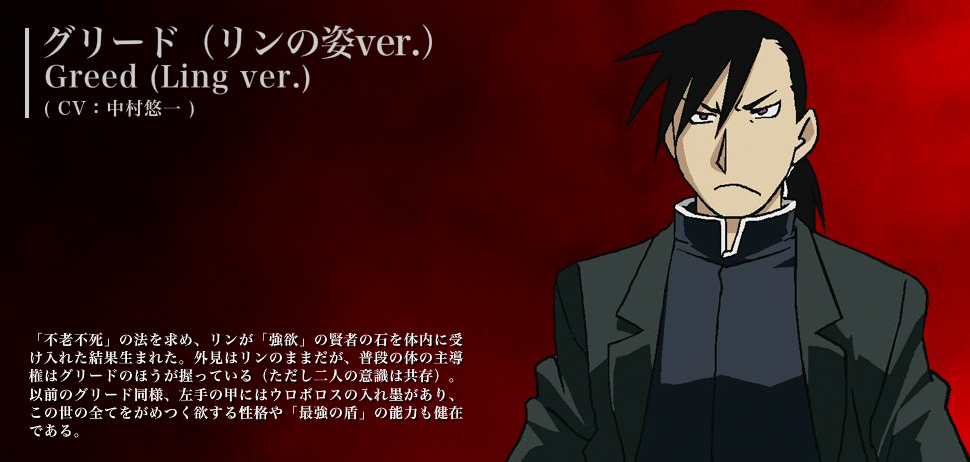 グリード（リンの姿ver.）
Greed (Ling ver.)
( CV：中村悠一 )
「不老不死」の法を求め、リンが「強欲」の賢者の石を体内に受
け入れた結果生まれた。外見はリンのままだが、普段の体の主導
権はグリードのほうが握っている（ただし二人の意識は共存）。
以前のグリード同様、左手の甲にはウロボロスの入れ墨があり、
この世の全てをがめつく欲する性格や「最強の盾」の能力も健在
である。